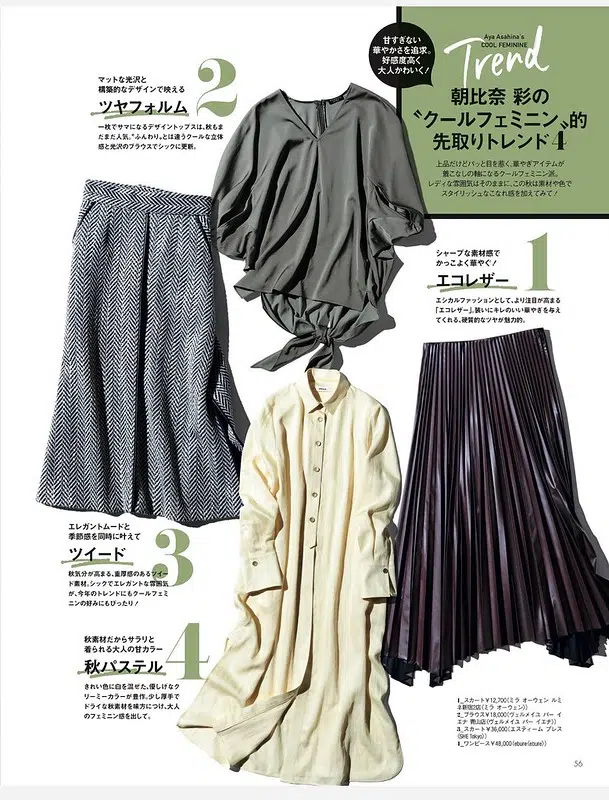 甘すぎない
華やかさを追求。
好感度高く
大人かわいく!
Aya Asahina's
COOL FEMININE
Trend
朝比奈 彩の
“クールフェミニン”的
先取りトレンド4
上品だけどパッと目を惹く、華やぎアイテムが
着こなしの軸になるクールフェミニン派。
レディな雰囲気はそのままに、この秋は素材や色で
スタイリッシュなこなれ感を加えてみて!
1
シャープな素材感で
かっこよく華やぐ!
エコレザー
エシカルファッションとして、より注目が高まる
「エコレザー」。装いにキレのいい華やぎを与え
てくれる、硬質的なツヤが魅力的。
2
マットな光沢と
構築的なデザインで映える
ツヤフォルム
一枚でサマになるデザイントップスは、秋もま
だまだ人気。“ふんわり”とは違うクールな立体
感と光沢のブラウスでシックに更新。
3
エレガントムードと
季節感を同時に叶えて
ツイード
秋気分が高まる、重厚感のあるツイー
ド素材。シックでエレガントな雰囲気
が、今年のトレンドにもクールフェミ
ニンの好みにもぴったり!
4
秋素材だからサラリと
着られる大人の甘カラー
秋パステル
きれい色に白を混ぜた、優しげなク
リーミーカラーが豊作。少し厚手で
ドライな秋素材を味方につけ、大人
のフェミニン感を出して。
1_スカート¥12,700(ミラ オーウェン ルミ
ネ新宿2店(ミラ オーウェン))
2_ブラウス¥18,000(ヴェルメイユ パー イ
エナ 青山店(ヴェルメイユ パー イエナ))
3_スカート¥36,000(エスティーム プレス
(SHE Tokyo))
4_ワンピース¥48,000(ebure(ebure))
56